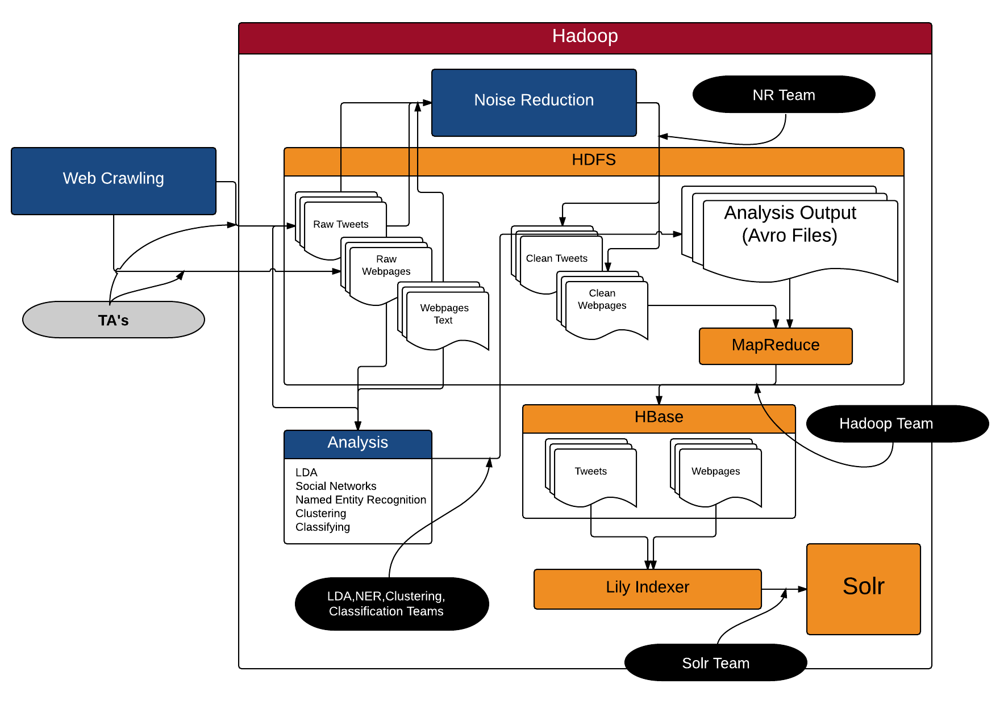 Hadoop
Noise Reduction
NR Team
Web Crawling
HDFS
Raw Tweets
Raw
Webpages
Webpages
Text
Clean Tweets
Clean
Webpages
Analysis Output
(Avro Files)
TA's
MapReduce
HBase
Tweets
Webpages
Hadoop Team
Analysis
LDA
Social Networks
Named Entity Recognition
Clustering
Classifying
LDA,NER,Clustering,
Classification Teams
Lily Indexer
Solr
Solr Team